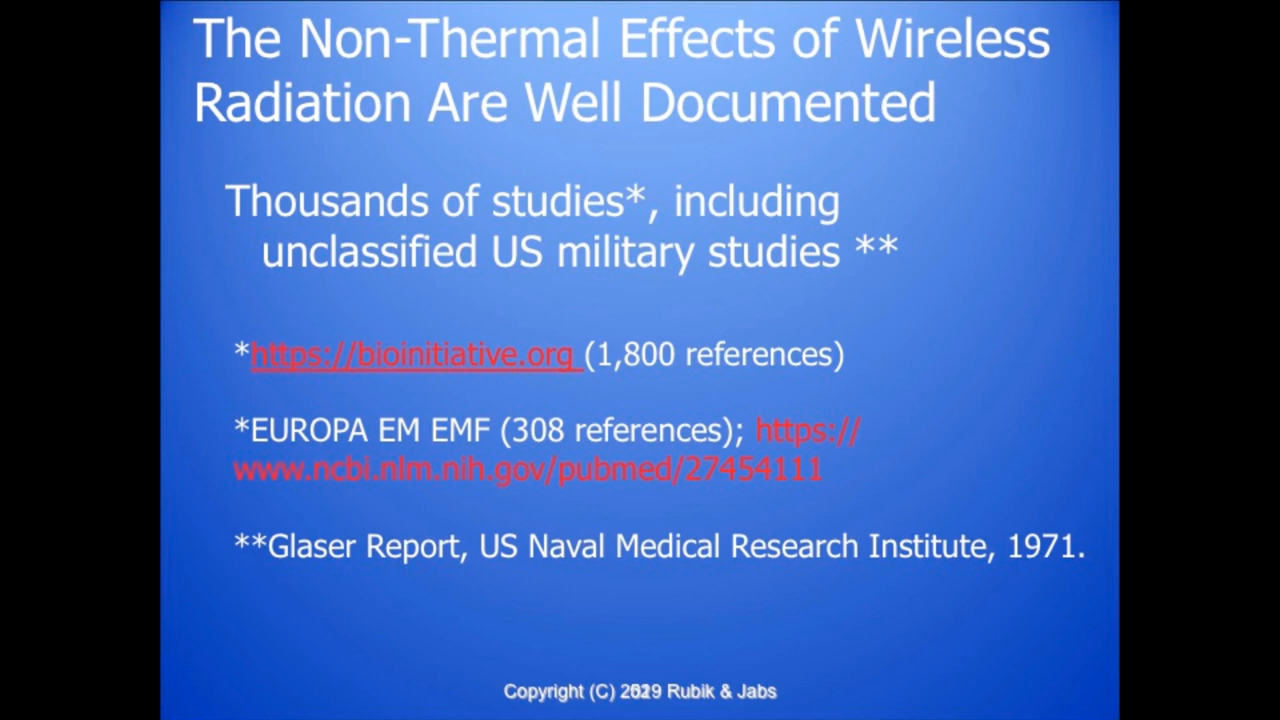 The Non-Thermal Effects of Wireless
Radiation Are Well Documented
Thousands of studies*, including
unclassified US military studies **
*https://bioinitiative.org (1,800 references)
*EUROPA EM EMF (308 references); https://
www.ncbi.nlm.nih.gov/pubmed/27454111
**Glaser Report, US Naval Medical Research Institute, 1971.
Copyright (C) Rubik & Jabs